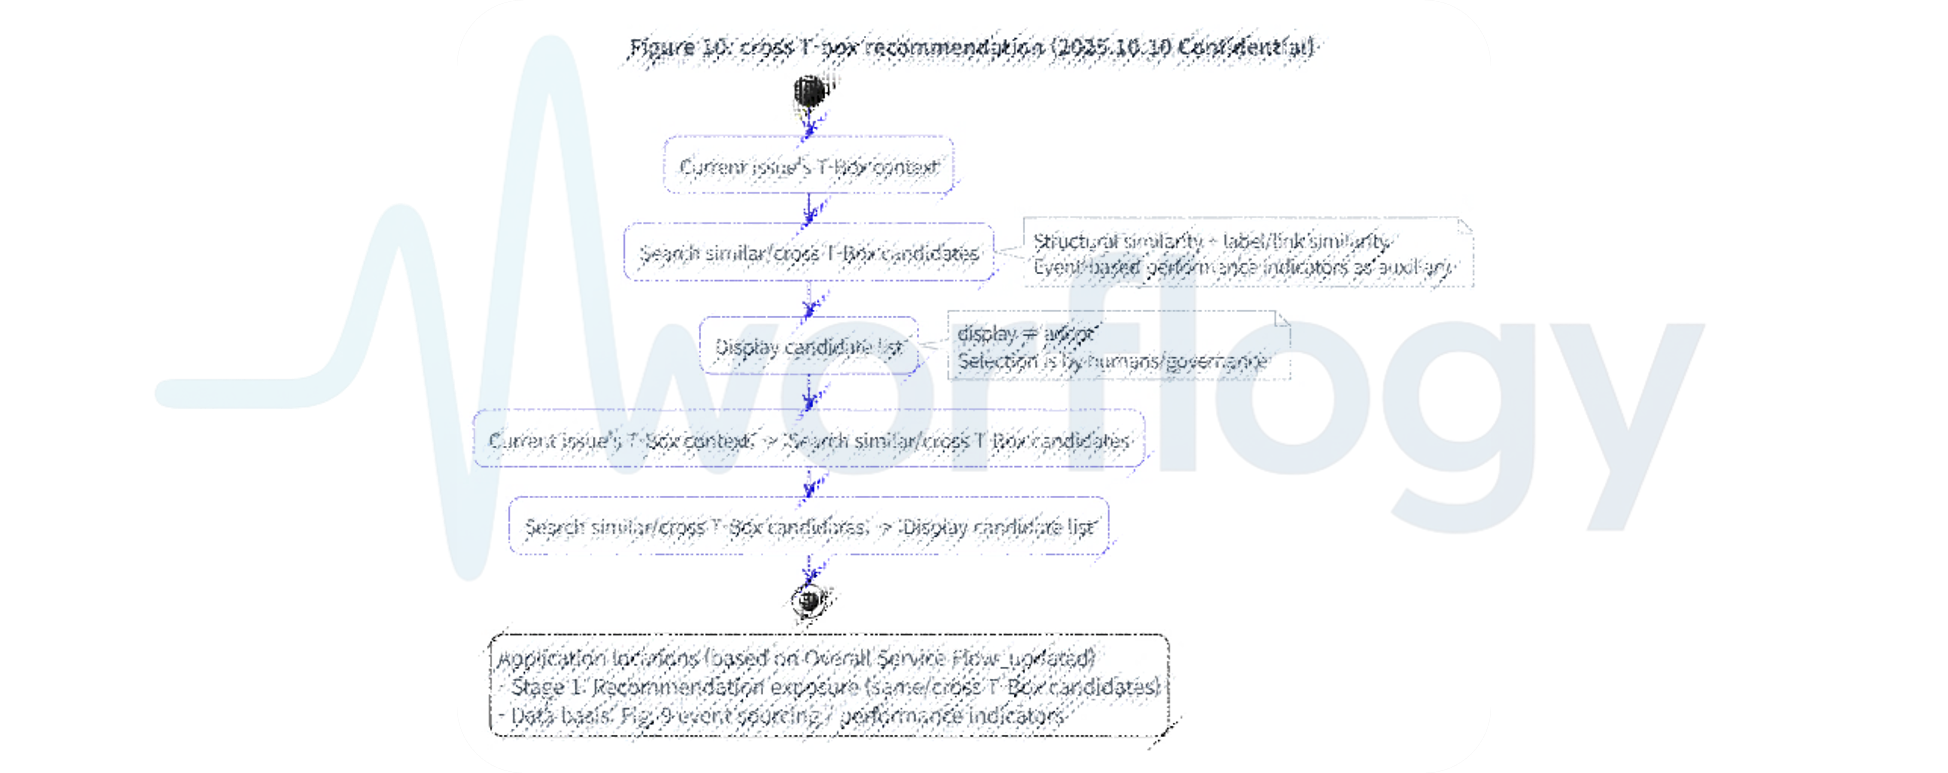 Figure 10: cross T-box recommendation (2025.10.10 Confidential)
Current issue's T-Box context
Search similar/cross T-Box candidates
Structural similarity + label/link similarity
Event-based performance indicators as auxiliary
Display candidate list
display ≠ adopt
Selection is by humans/governance
Current issue's T-Box context; -> :Search similar/cross T-Box candidates
Search similar/cross T-Box candidates; -> :Display candidate list
Application locations (based on Overall Service Flow_updated)
- Stage 1: Recommendation exposure (same/cross T-Box candidates)
- Data basis: Fig. 9 event sourcing / performance indicators
worflogy